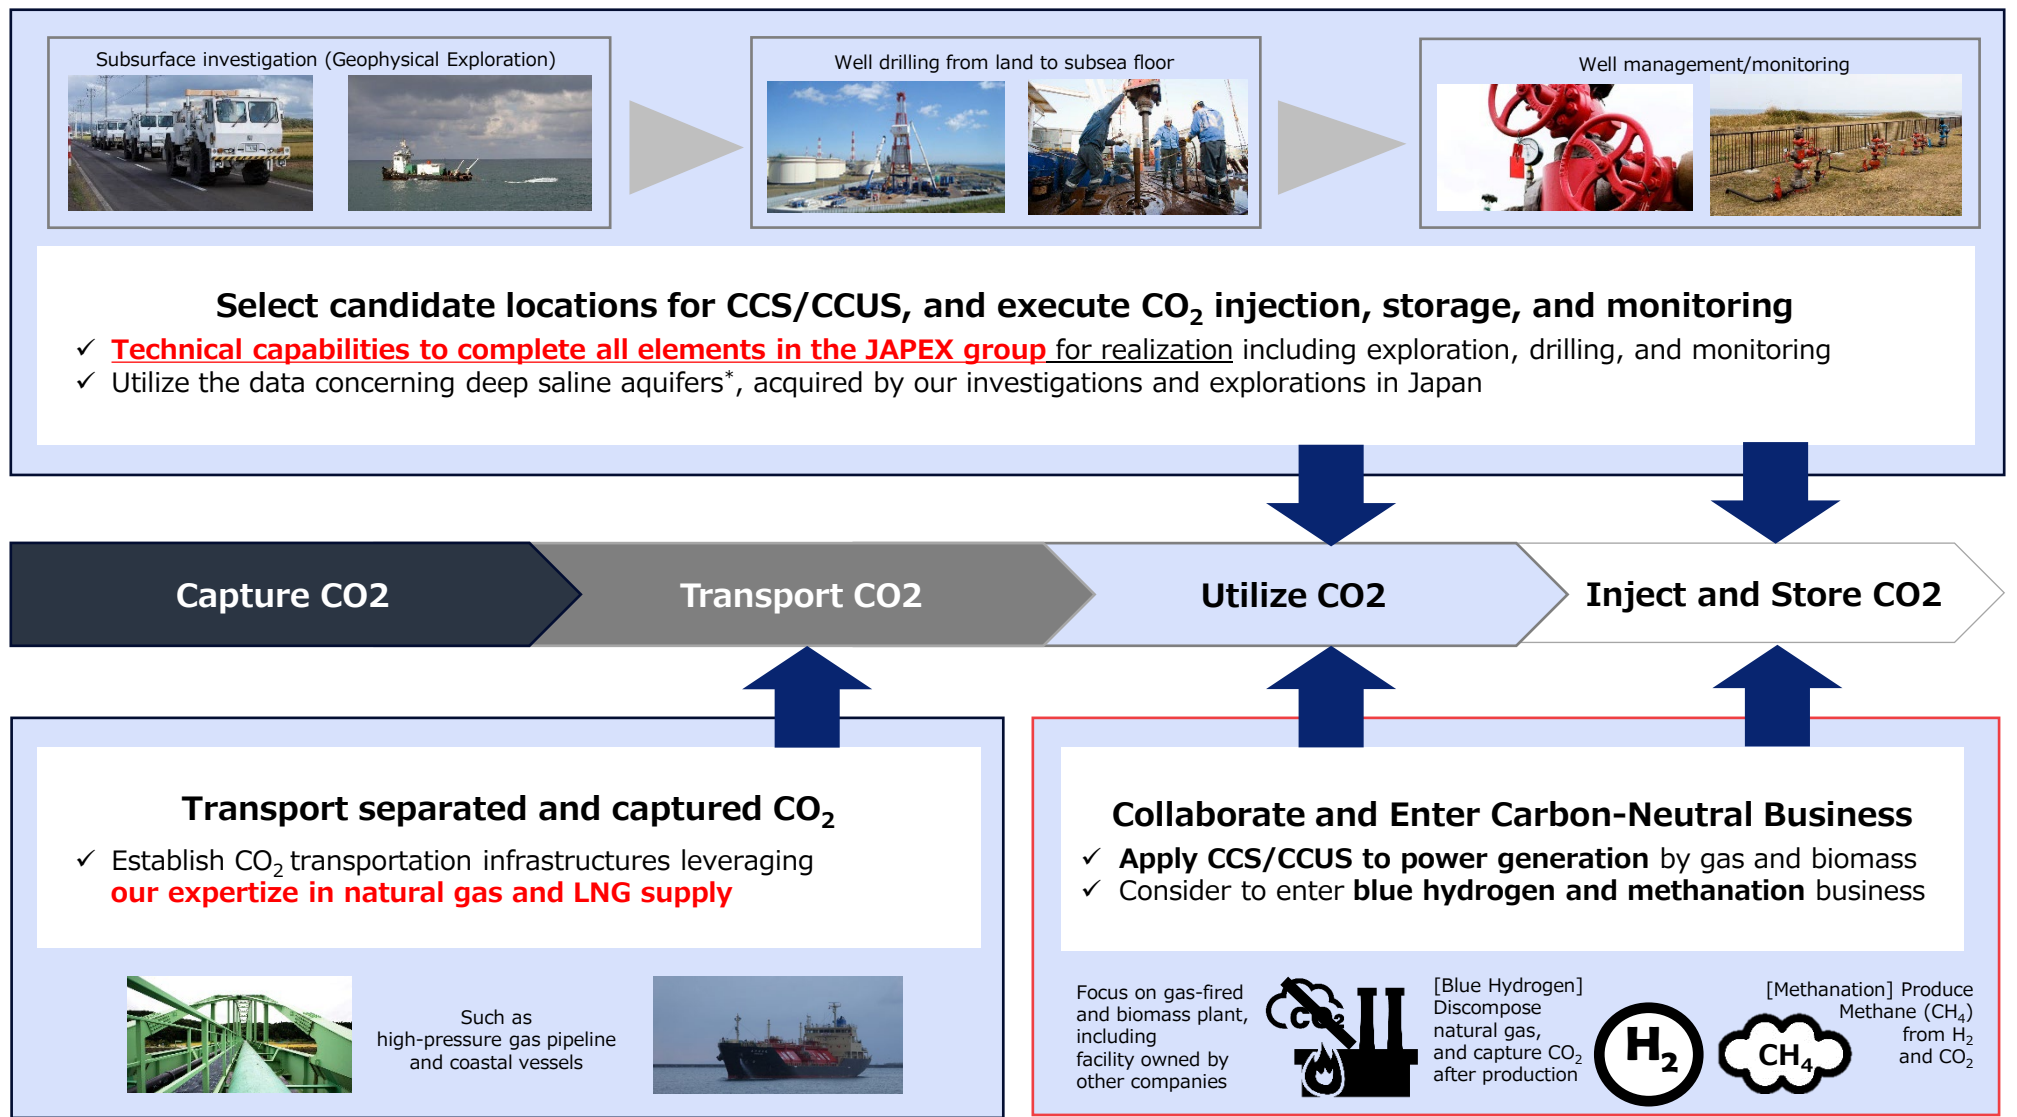 Subsurface investigation (Geophysical Exploration)
Well drilling from land to subsea floor
Well management/monitoring
Select candidate locations for CCS/CCUS, and execute CO₂ injection, storage, and monitoring
✓ Technical capabilities to complete all elements in the JAPEX group for realization including exploration, drilling, and monitoring
✓ Utilize the data concerning deep saline aquifers*, acquired by our investigations and explorations in Japan
Capture CO2
Transport CO2
Utilize CO2
Inject and Store CO2
Transport separated and captured CO₂
✓ Establish CO₂ transportation infrastructures leveraging
our expertize in natural gas and LNG supply
Such as
high-pressure gas pipeline
and coastal vessels
Collaborate and Enter Carbon-Neutral Business
✓ Apply CCS/CCUS to power generation by gas and biomass
✓ Consider to enter blue hydrogen and methanation business
Focus on gas-fired
and biomass plant,
including
facility owned by
other companies
CO₂
[Blue Hydrogen]
Discompose
natural gas,
and capture CO₂
after production
H₂
CH₄
[Methanation] Produce
Methane (CH₄)
from H₂
and CO₂